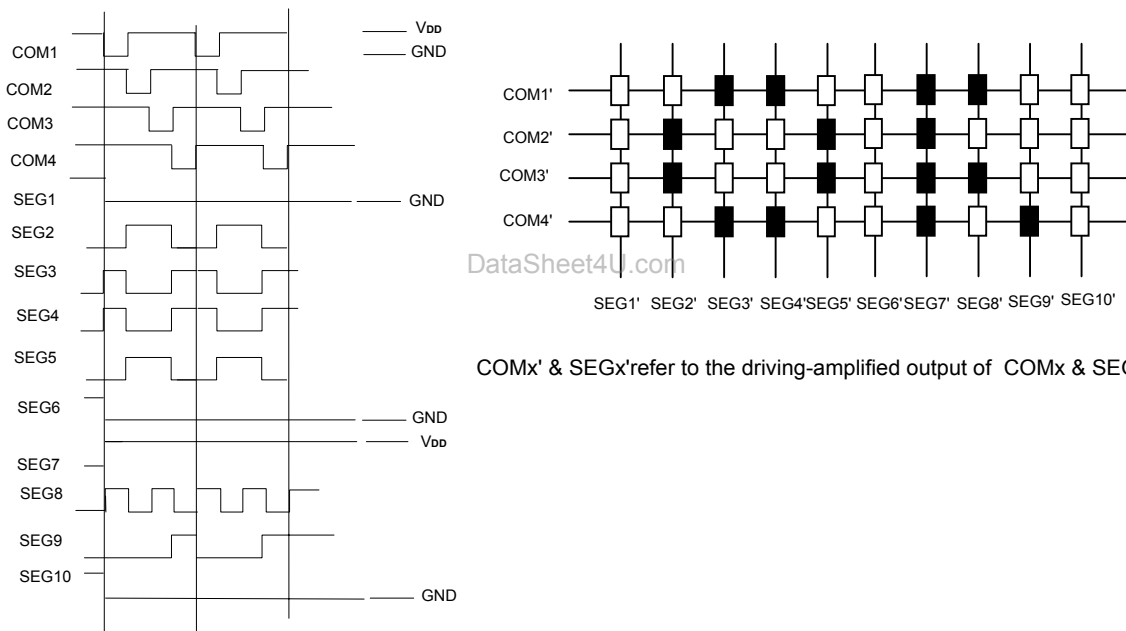 COM1
COM2
COM3
COM4
SEG1
SEG2
SEG3
SEG4
SEG5
SEG6
SEG7
SEG8
SEG9
SEG10
VDD
GND
GND
GND
VDD
GND
COM1'
COM2'
COM3'
COM4'
DataSheet4U.com
SEG1' SEG2' SEG3' SEG4' SEG5' SEG6' SEG7' SEG8' SEG9' SEG10'
COMx' & SEGx'refer to the driving-amplified output of COMx &